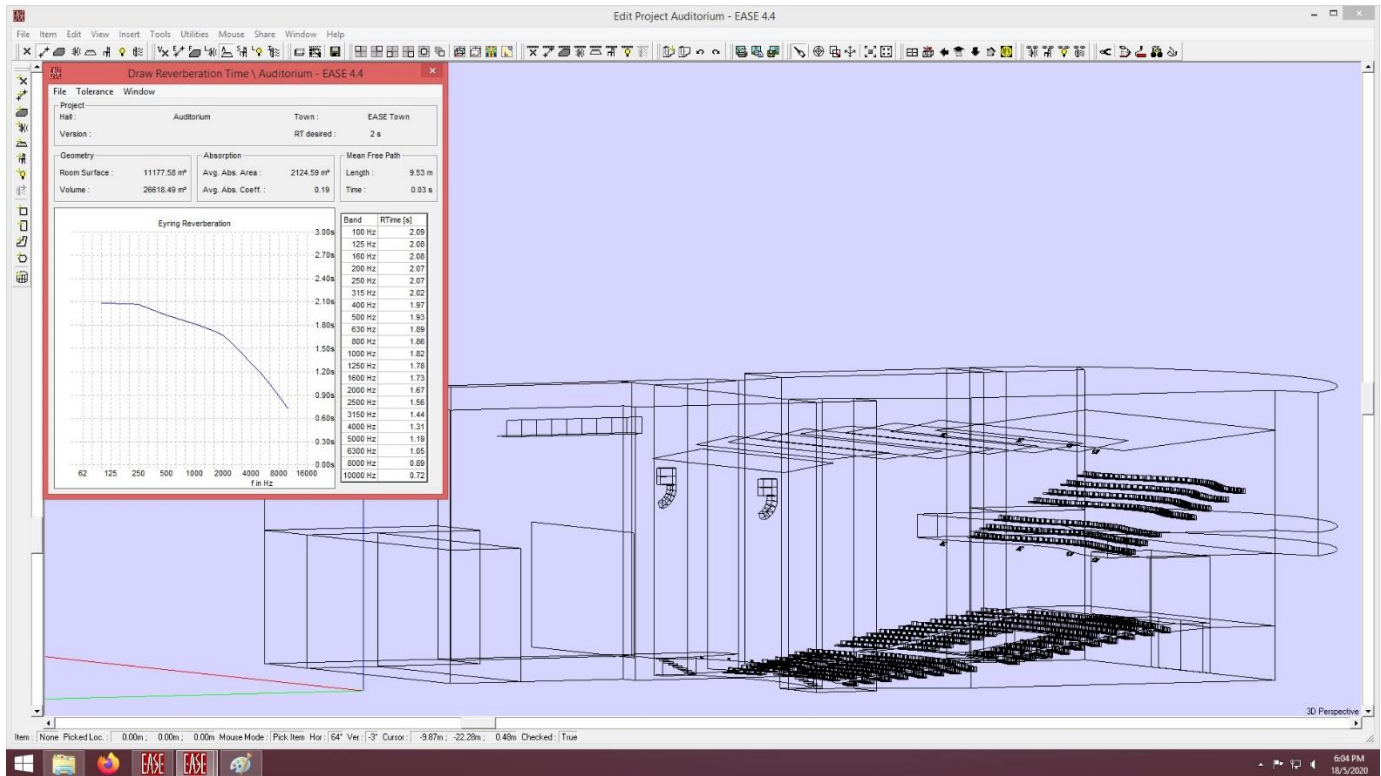 Edit Project Auditorium - EASE 4.4
File Item Edit View Insert Tools Utilities Mouse Share Window Help
Draw Reverberation Time \ Auditorium - EASE 4.4
File Tolerance Window
Project
Hall : Auditorium Town : EASE Town
Version : RT desired : 2 s
Geometry Absorption Mean Free Path
Room Surface : 11177.58 m² Avg. Abs. Area : 2124.59 m² Length : 9.53 m
Volume : 26618.49 m³ Avg. Abs. Coeff. : 0.19 Time : 0.03 s
Eyring Reverberation
3.00s
2.70s
2.40s
2.10s
1.80s
1.50s
1.20s
0.90s
0.60s
0.30s
0.00s
62 125 250 500 1000 2000 4000 8000 16000
f in Hz
Band RTime [s]
100 Hz 2.09
125 Hz 2.08
160 Hz 2.08
200 Hz 2.07
250 Hz 2.07
315 Hz 2.02
400 Hz 1.97
500 Hz 1.93
630 Hz 1.89
800 Hz 1.86
1000 Hz 1.82
1250 Hz 1.78
1600 Hz 1.73
2000 Hz 1.67
2500 Hz 1.56
3150 Hz 1.44
4000 Hz 1.31
5000 Hz 1.19
6300 Hz 1.05
8000 Hz 0.89
10000 Hz 0.72
3D Perspective
Item : None Picked Loc. : 0.00m ; 0.00m ; 0.00m Mouse Mode : Pick Item Hor : 64° Ver : -3° Cursor : -9.87m ; -22.28m ; 0.48m Checked : True
EASE EASE
6:04 PM
18/5/2020